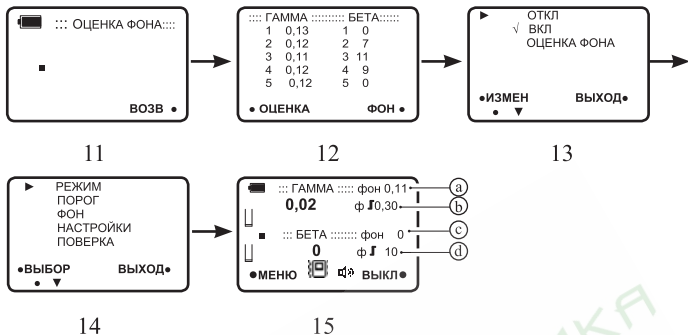 ::: ОЦЕНКА ФОНА::::
ВОЗВ •
11
:::: ГАММА :::::::::: БЕТА::::::
1 0,13 1 0
2 0,12 2 7
3 0,11 3 11
4 0,12 4 9
5 0,12 5 0
• ОЦЕНКА ФОН •
12
► ОТКЛ
√ ВКЛ
ОЦЕНКА ФОНА
•ИЗМЕН ВЫХОД•
• ▼
13
► РЕЖИМ
ПОРОГ
ФОН
НАСТРОЙКИ
ПОВЕРКА
•ВЫБОР ВЫХОД•
• ▼
14
::: ГАММА ::::: фон 0,11 a
0,02 ф 0,30 b
::: БЕТА :::::::: фон 0 c
0 ф 10 d
•МЕНЮ ВЫКЛ•
15